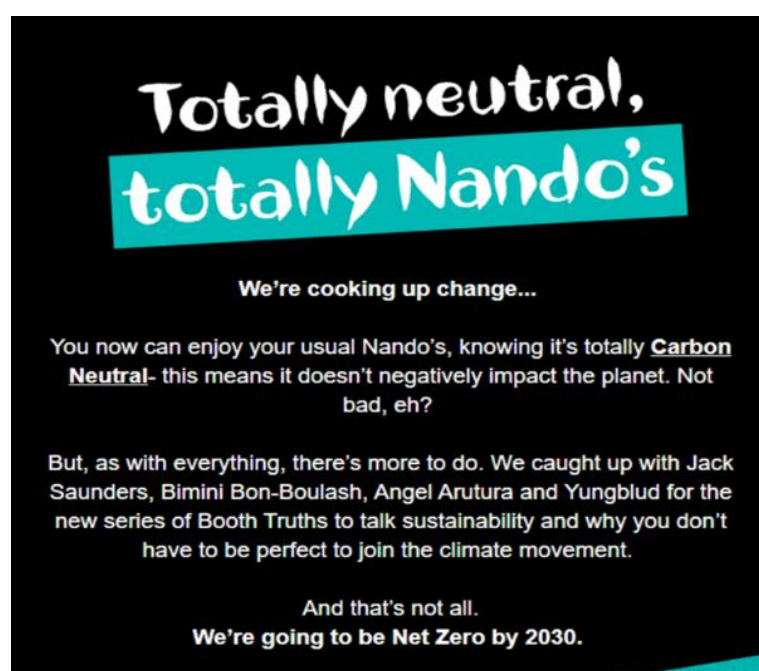 Totally neutral,
totally Nando's
We're cooking up change...
You now can enjoy your usual Nando's, knowing it's totally Carbon
Neutral- this means it doesn't negatively impact the planet. Not
bad, eh?
But, as with everything, there's more to do. We caught up with Jack
Saunders, Bimini Bon-Boulash, Angel Arutura and Yungblud for the
new series of Booth Truths to talk sustainability and why you don't
have to be perfect to join the climate movement.
And that's not all.
We're going to be Net Zero by 2030.